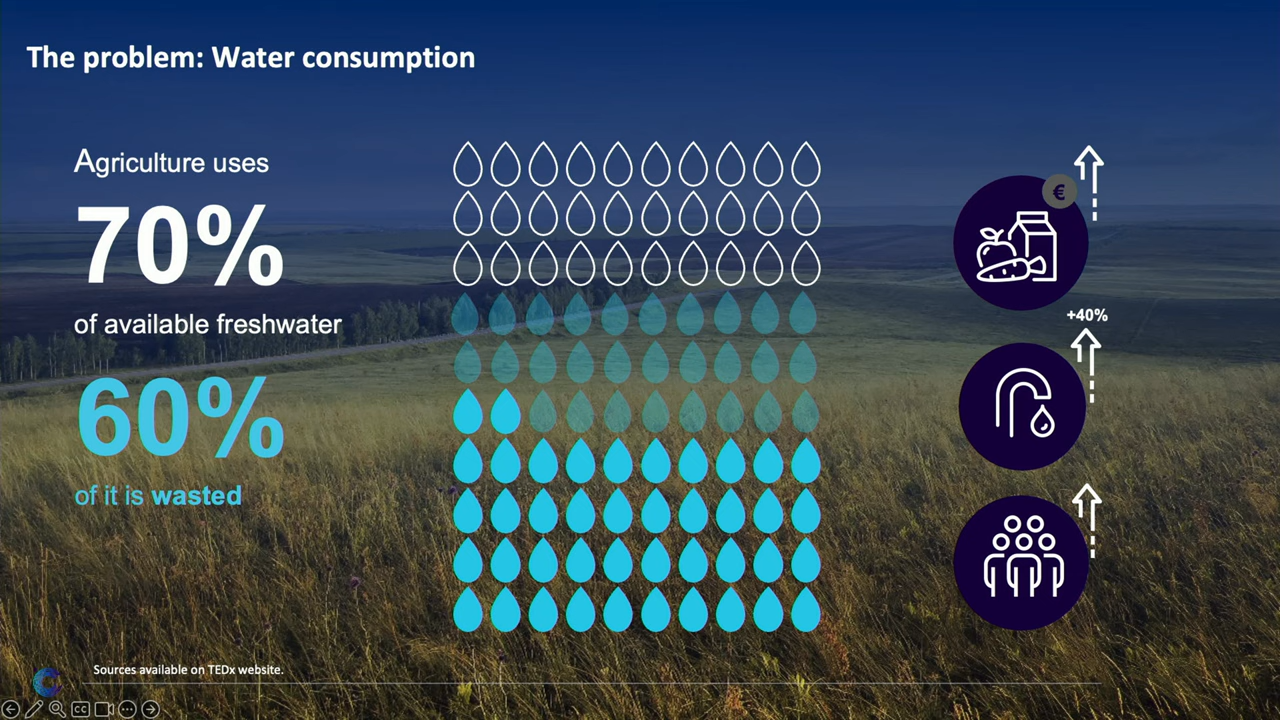 The problem: Water consumption
Agriculture uses
70%
of available freshwater
60%
of it is wasted
€
+40%
Sources available on TEDx website.
CC